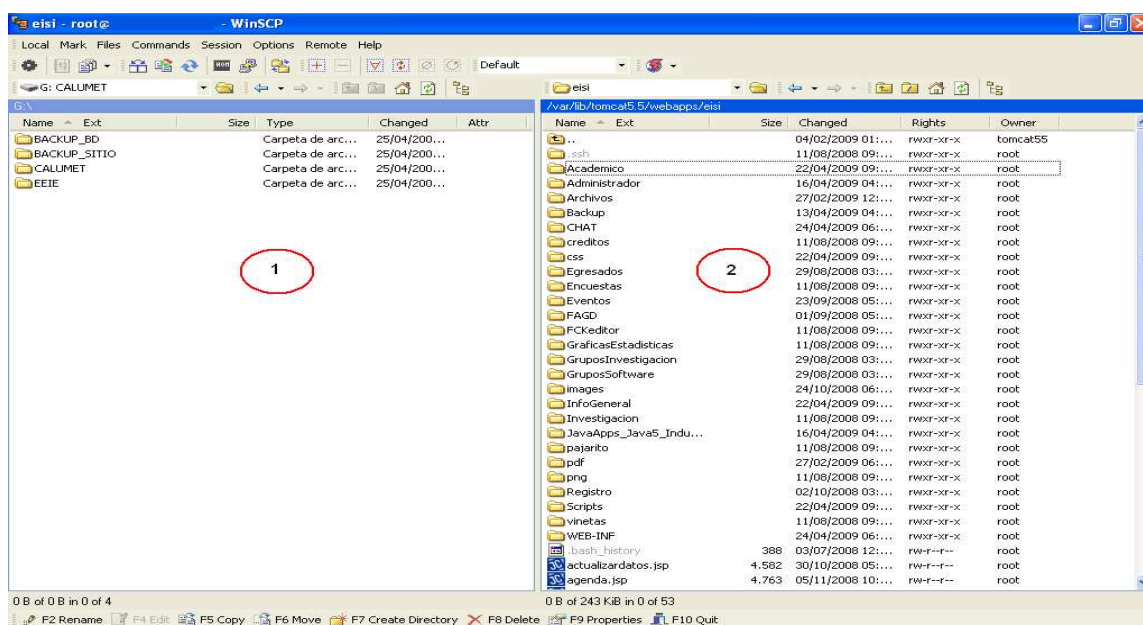 eisi - root@ - WinSCP
Local Mark Files Commands Session Options Remote Help
Default
G: CALUMET eisi
G:\ /var/lib/tomcat5.5/webapps/eisi
Name Ext Size Type Changed Attr Name Ext Size Changed Rights Owner
BACKUP_BD Carpeta de arc... 25/04/200... .. 04/02/2009 01:... rwxr-xr-x tomcat55
BACKUP_SITIO Carpeta de arc... 25/04/200... .ssh 11/08/2008 09:... rwxr-xr-x root
CALUMET Carpeta de arc... 25/04/200... Academico 22/04/2009 09:... rwxr-xr-x root
EEIE Carpeta de arc... 25/04/200... Administrador 16/04/2009 04:... rwxr-xr-x root
Archivos 27/02/2009 12:... rwxr-xr-x root
Backup 13/04/2009 04:... rwxr-xr-x root
CHAT 24/04/2009 06:... rwxr-xr-x root
creditos 11/08/2008 09:... rwxr-xr-x root
css 22/04/2009 09:... rwxr-xr-x root
1 Egresados 2 29/08/2008 03:... rwxr-xr-x root
Encuestas 11/08/2008 09:... rwxr-xr-x root
Eventos 23/09/2008 05:... rwxr-xr-x root
FAGD 01/09/2008 05:... rwxr-xr-x root
FCKeditor 11/08/2008 09:... rwxr-xr-x root
GraficasEstadisticas 11/08/2008 09:... rwxr-xr-x root
GruposInvestigacion 29/08/2008 03:... rwxr-xr-x root
GruposSoftware 29/08/2008 03:... rwxr-xr-x root
images 24/10/2008 06:... rwxr-xr-x root
InfoGeneral 22/04/2009 09:... rwxr-xr-x root
Investigacion 11/08/2008 09:... rwxr-xr-x root
JavaApps_Java5_Indu... 16/04/2009 04:... rwxr-xr-x root
pajarito 11/08/2008 09:... rwxr-xr-x root
pdf 27/02/2009 06:... rwxr-xr-x root
png 11/08/2008 09:... rwxr-xr-x root
Registro 02/10/2008 03:... rwxr-xr-x root
Scripts 22/04/2009 09:... rwxr-xr-x root
vinetas 11/08/2008 09:... rwxr-xr-x root
WEB-INF 24/04/2009 06:... rwxr-xr-x root
.bash_history 388 03/07/2008 12:... rw-r--r-- root
actualizardatos.jsp 4.582 30/10/2008 05:... rw-r--r-- root
agenda.jsp 4.763 05/11/2008 10:... rw-r--r-- root
0 B of 0 B in 0 of 4 0 B of 243 KiB in 0 of 53
F2 Rename F4 Edit F5 Copy F6 Move F7 Create Directory F8 Delete F9 Properties F10 Quit